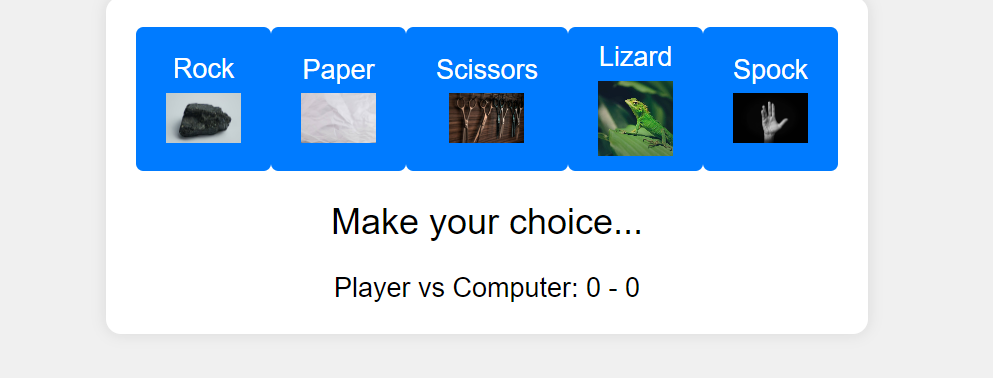 Rock
Paper
Scissors
Lizard
Spock
Make your choice...
Player vs Computer: 0 - 0